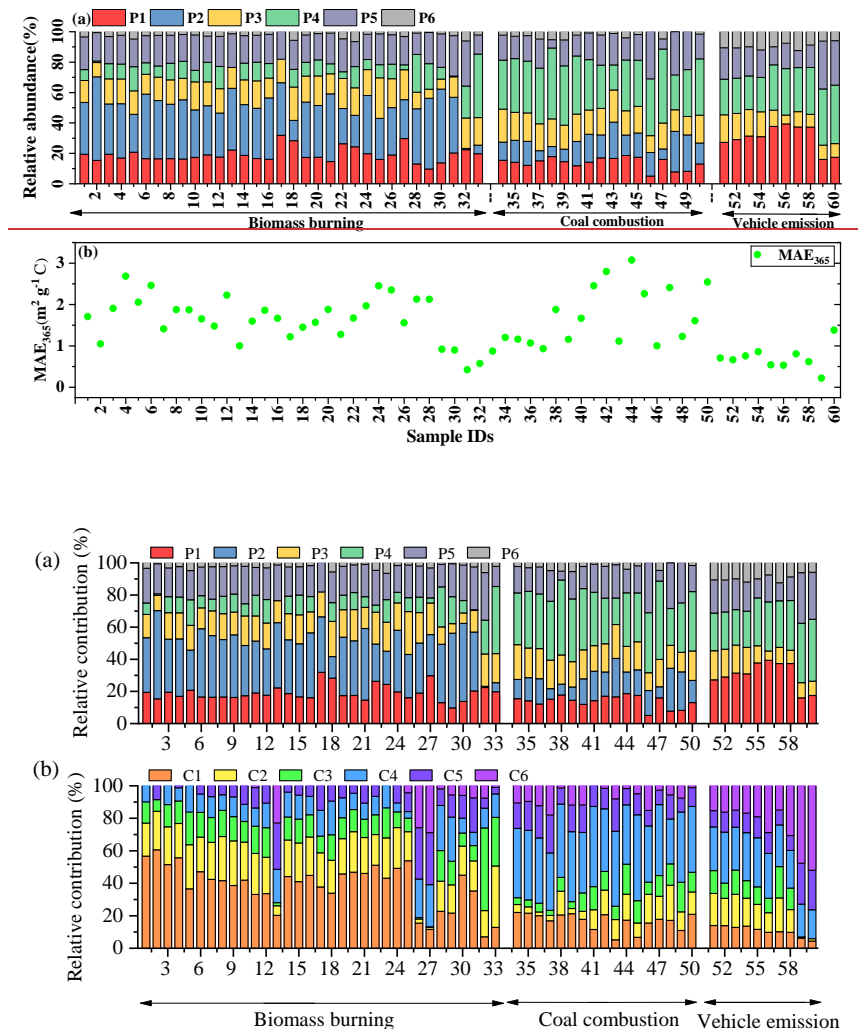 (a) P1 P2 P3 P4 P5 P6
Relative abundance(%)
100
80
60
40
20
0
2 4 6 8 10 12 14 16 18 20 22 24 26 28 30 32 -- 35 37 39 41 43 45 47 49 -- 52 54 56 58 60
Biomass burning Coal combustion Vehicle emission
(b) MAE365
MAE365(m2 g-1 C)
3
2
1
0
2 4 6 8 10 12 14 16 18 20 22 24 26 28 30 32 34 36 38 40 42 44 46 48 50 52 54 56 58 60
Sample IDs
(a) P1 P2 P3 P4 P5 P6
Relative contribution (%)
100
80
60
40
20
0
3 6 9 12 15 18 21 24 27 30 33 35 38 41 44 47 50 52 55 58
(b) C1 C2 C3 C4 C5 C6
Relative contribution (%)
100
80
60
40
20
0
3 6 9 12 15 18 21 24 27 30 33 35 38 41 44 47 50 52 55 58
Biomass burning Coal combustion Vehicle emission